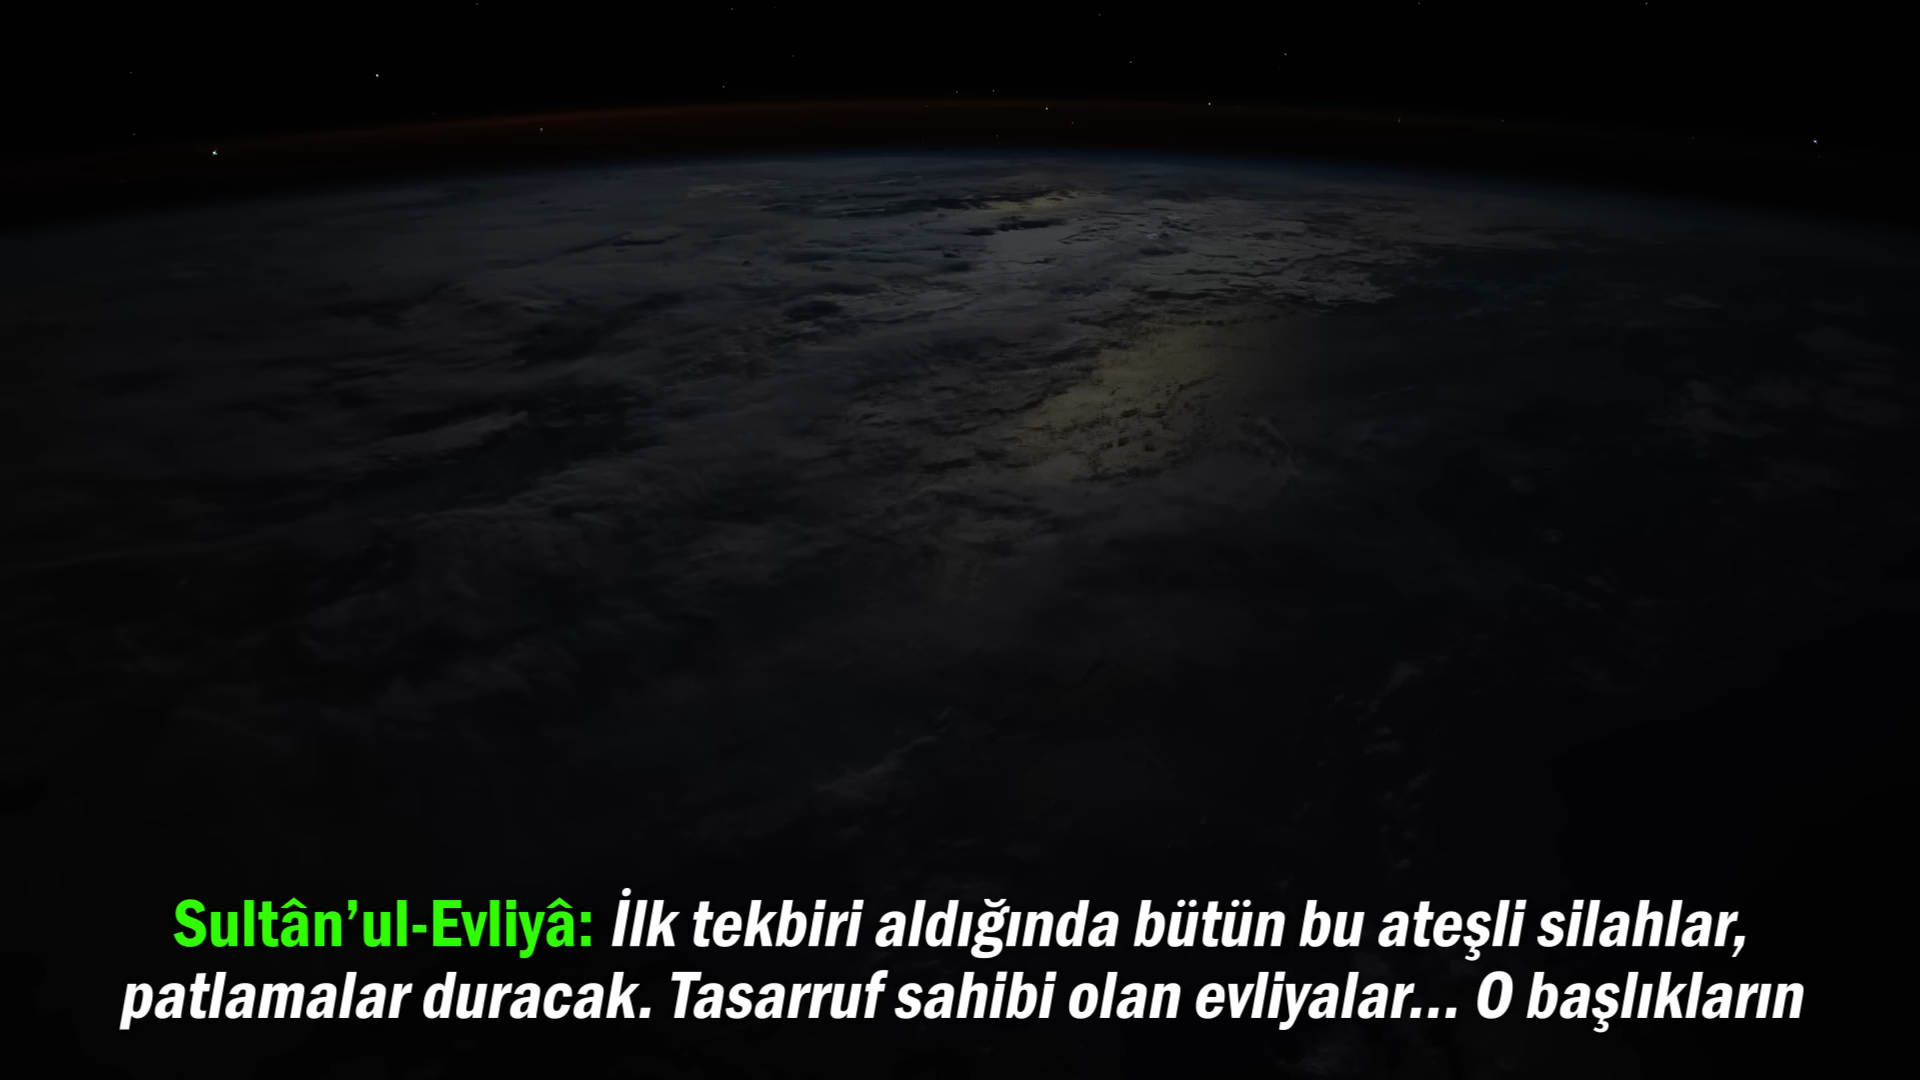 Sultân’ul-Evliyâ: İlk tekbiri aldığında bütün bu ateşli silahlar,
patlamalar duracak. Tasarruf sahibi olan evliyalar... O başlıkların